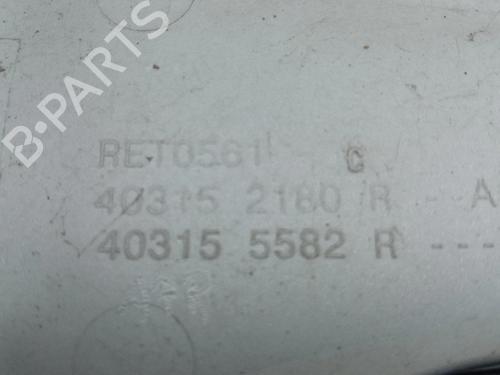 B-PARTS
RET0561 C
40315 2180 R -- A
40315 5582 R ---